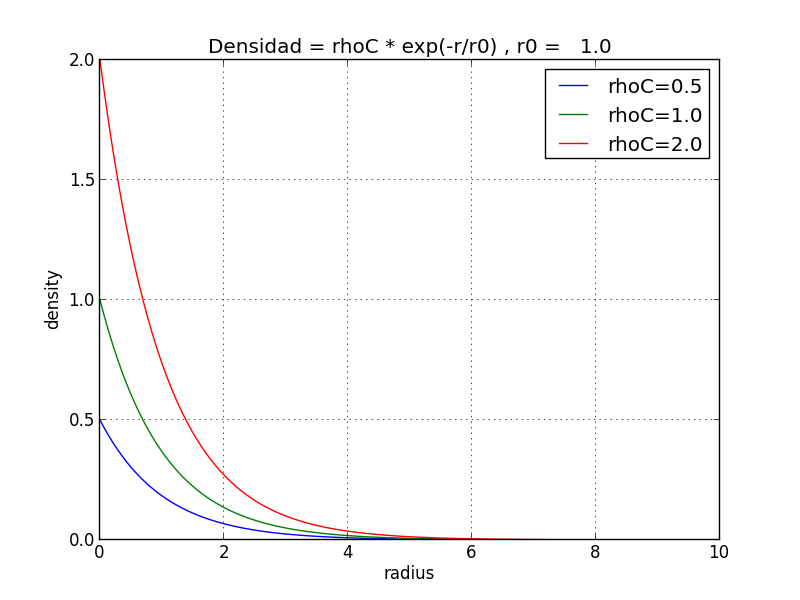 Densidad = rhoC * exp(-r/r0) , r0 =   1.0
rhoC=0.5
rhoC=1.0
rhoC=2.0
2.0
1.5
1.0
0.5
0.0
density
0 2 4 6 8 10
radius